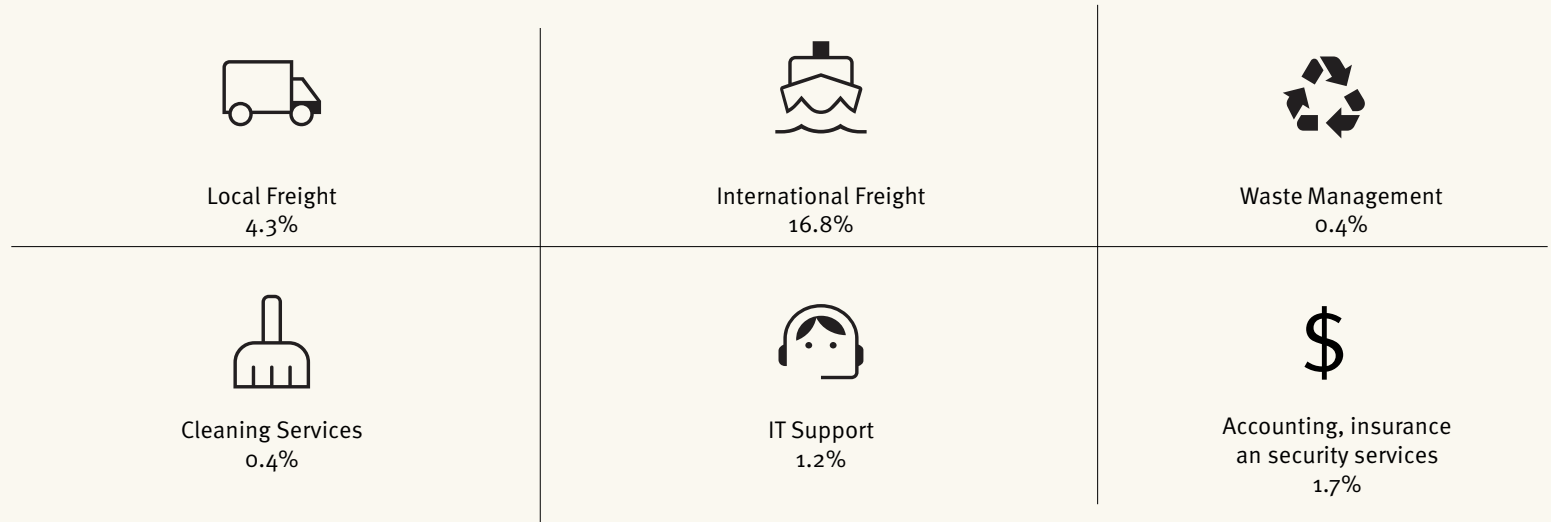 Local Freight
4.3%
International Freight
16.8%
Waste Management
0.4%
Cleaning Services
0.4%
IT Support
1.2%
$
Accounting, insurance
an security services
1.7%